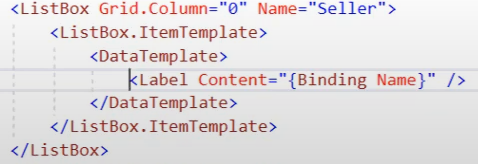 <ListBox Grid.Column="0" Name="Seller">
<ListBox.ItemTemplate>
<DataTemplate>
<Label Content="{Binding Name}" />
</DataTemplate>
</ListBox.ItemTemplate>
</ListBox>